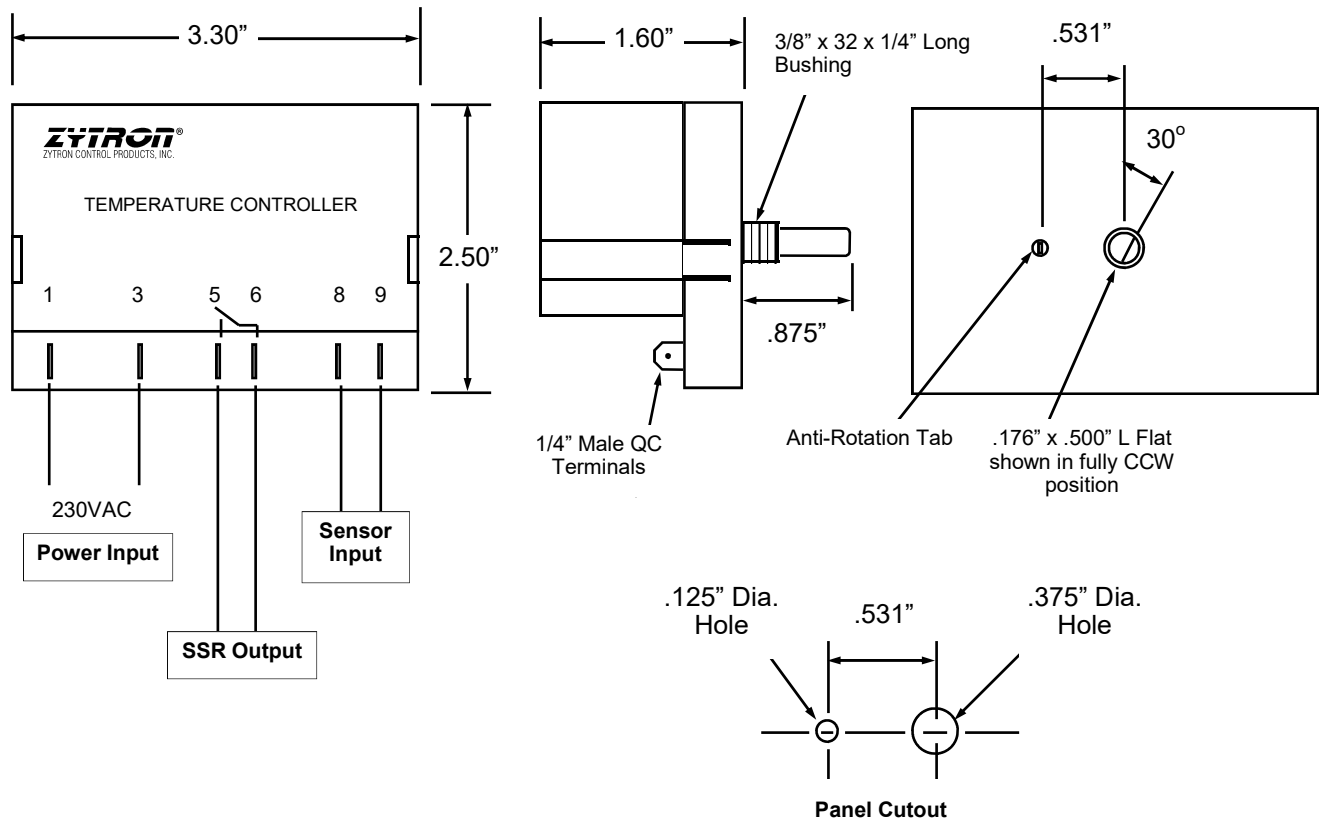 3.30”
ZYTRON®
ZYTRON CONTROL PRODUCTS, INC.
TEMPERATURE CONTROLLER
2.50”
1 3 5 6 8 9
230VAC
Power Input
Sensor
Input
SSR Output
1.60”
3/8” x 32 x 1/4” Long
Bushing
.875”
1/4” Male QC
Terminals
.531”
30o
Anti-Rotation Tab
.176” x .500” L Flat
shown in fully CCW
position
.125” Dia.
Hole
.531”
.375” Dia.
Hole
Panel Cutout